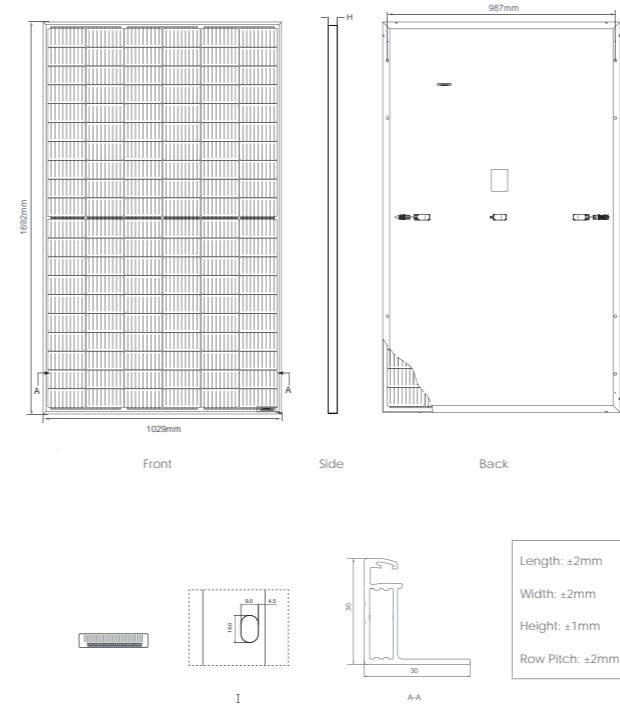 987mm
H
1692mm
A
A
1029mm
Front
Side
Back
Length: ±2mm
Width: ±2mm
Height: ±1mm
Row Pitch: ±2mm
9.0
4.5
14.0
30
30
I
A-A